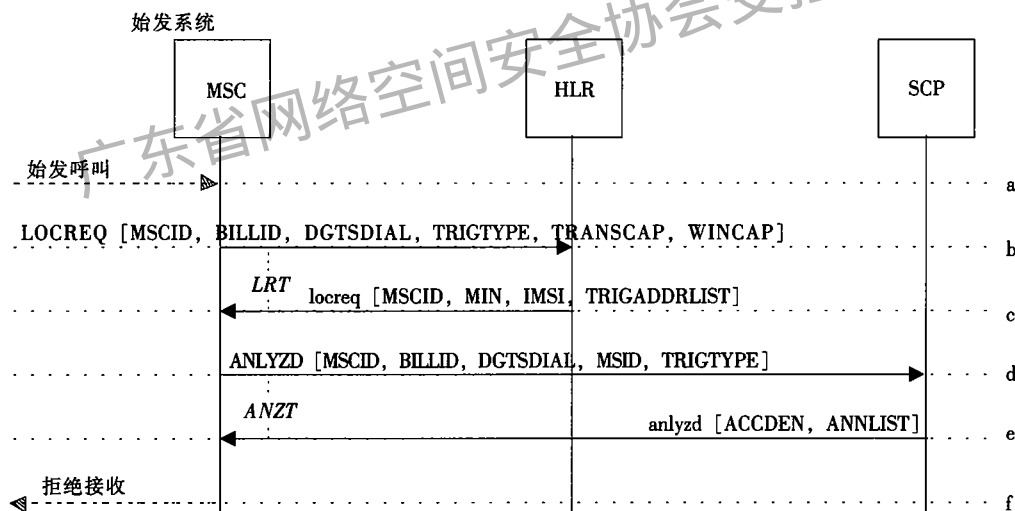 始发系统
MSC
HLR
SCP
广东省网络空间安全协会受控
始发呼叫
a
LOCREQ [MSCID, BILLID, DGTSDIAL, TRIGTYPE, TRANSCAP, WINCAP]
b
LRT
locreq [MSCID, MIN, IMSI, TRIGADDRLIST]
c
ANLYZD [MSCID, BILLID, DGTSDIAL, MSID, TRIGTYPE]
d
ANZT
anlyzd [ACCDEN, ANNLIST]
e
拒绝接收
f